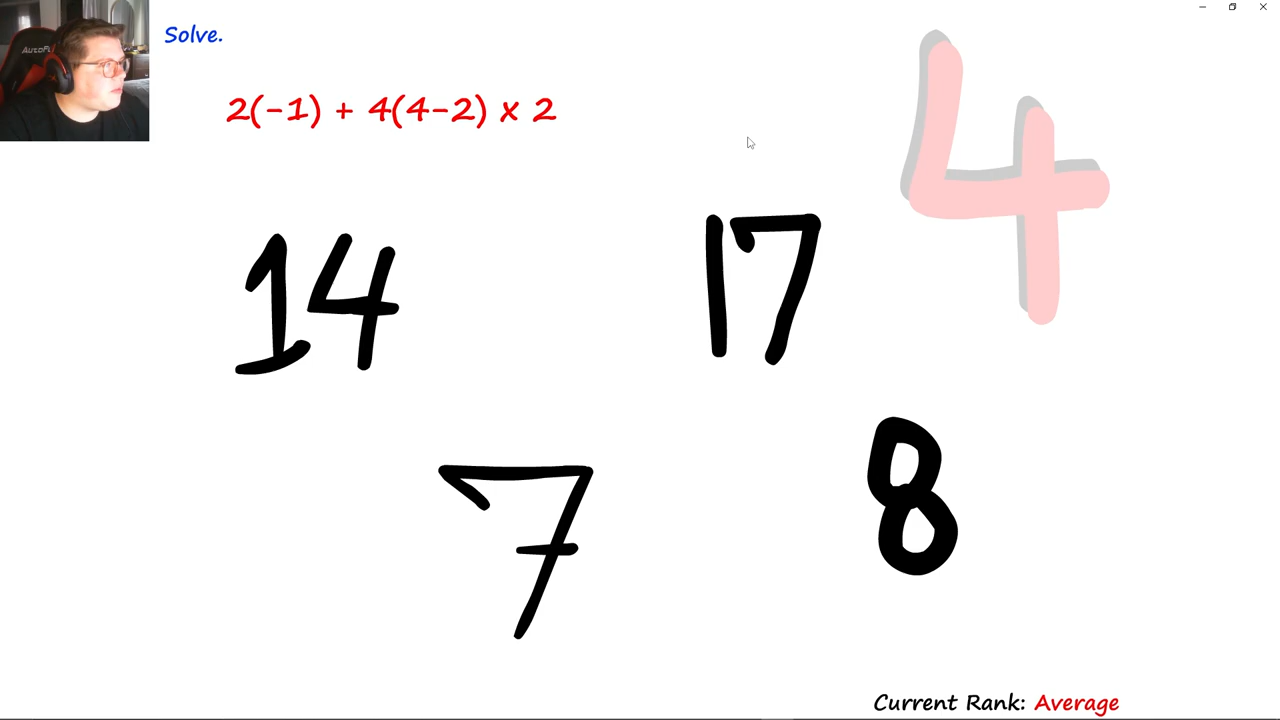 Solve.
2(-1) + 4(4-2) x 2
4
14
17
7
8
Current Rank: Average